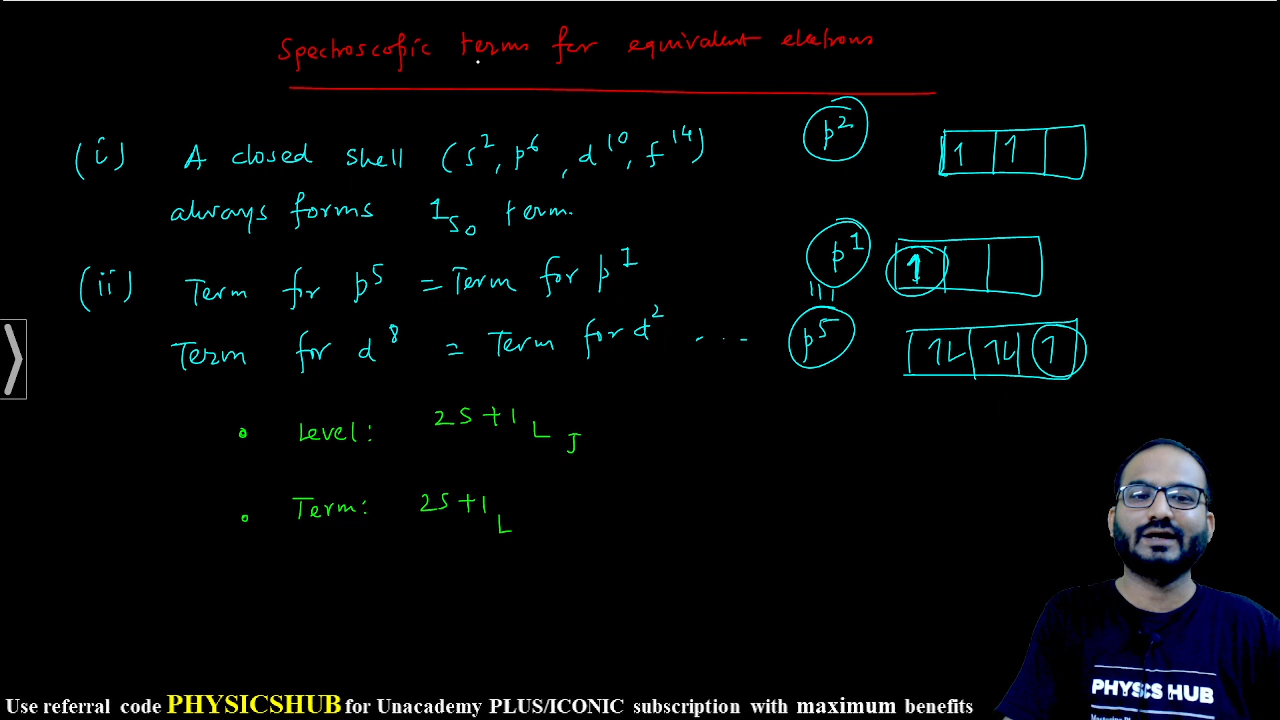 Spectroscopic terms for equivalent electrons
(i) A closed shell (s², p⁶, d¹⁰, f¹⁴)
always forms ¹S₀ term.
(ii) Term for p⁵ = Term for p¹
Term for d⁸ = Term for d² ...
• Level: 2S+1 L J
• Term: 2S+1 L
p² 1 1
p¹ 1
|||
p⁵ 1L 1L 1
PHYSICS HUB
Use referral code PHYSICSHUB for Unacademy PLUS/ICONIC subscription with maximum benefits